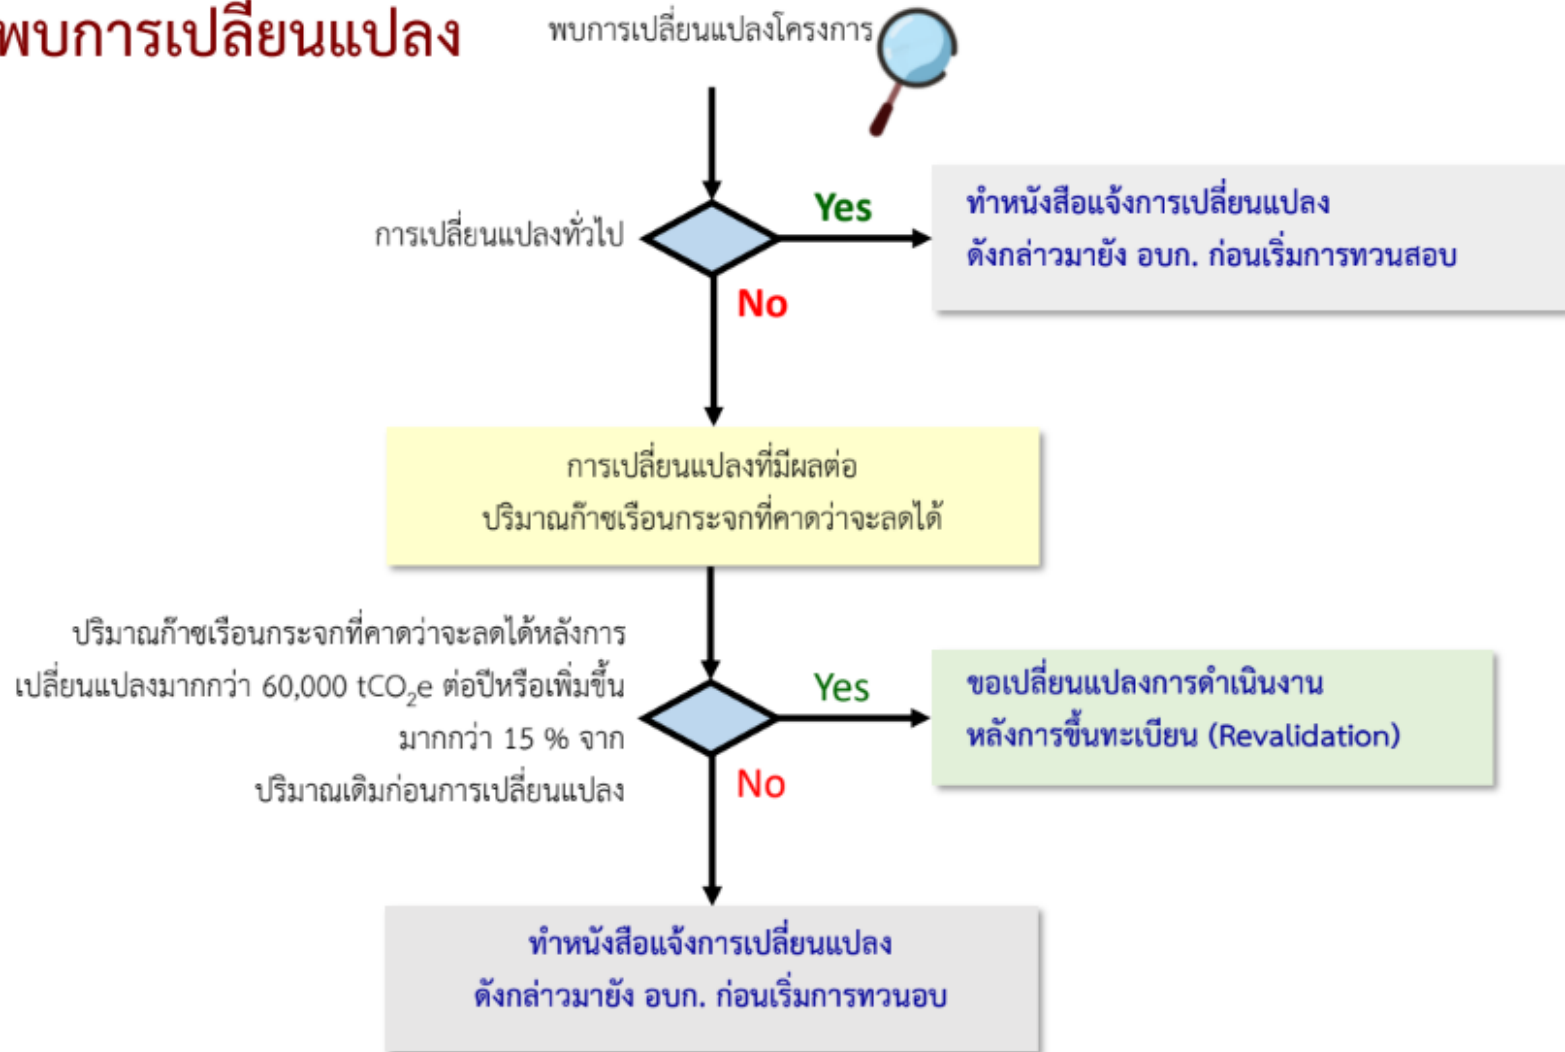 พบการเปลี่ยนแปลง
พบการเปลี่ยนแปลงโครงการ
การเปลี่ยนแปลงทั่วไป
Yes
ทำหนังสือแจ้งการเปลี่ยนแปลง
ดังกล่าวมายัง อบก. ก่อนเริ่มการทวนสอบ
No
การเปลี่ยนแปลงที่มีผลต่อ
ปริมาณก๊าซเรือนกระจกที่คาดว่าจะลดได้
ปริมาณก๊าซเรือนกระจกที่คาดว่าจะลดได้หลังการ
เปลี่ยนแปลงมากกว่า 60,000 tCO₂e ต่อปีหรือเพิ่มขึ้น
มากกว่า 15 % จาก
ปริมาณเดิมก่อนการเปลี่ยนแปลง
Yes
ขอเปลี่ยนแปลงการดำเนินงาน
หลังการขึ้นทะเบียน (Revalidation)
No
ทำหนังสือแจ้งการเปลี่ยนแปลง
ดังกล่าวมายัง อบก. ก่อนเริ่มการทวนอบ